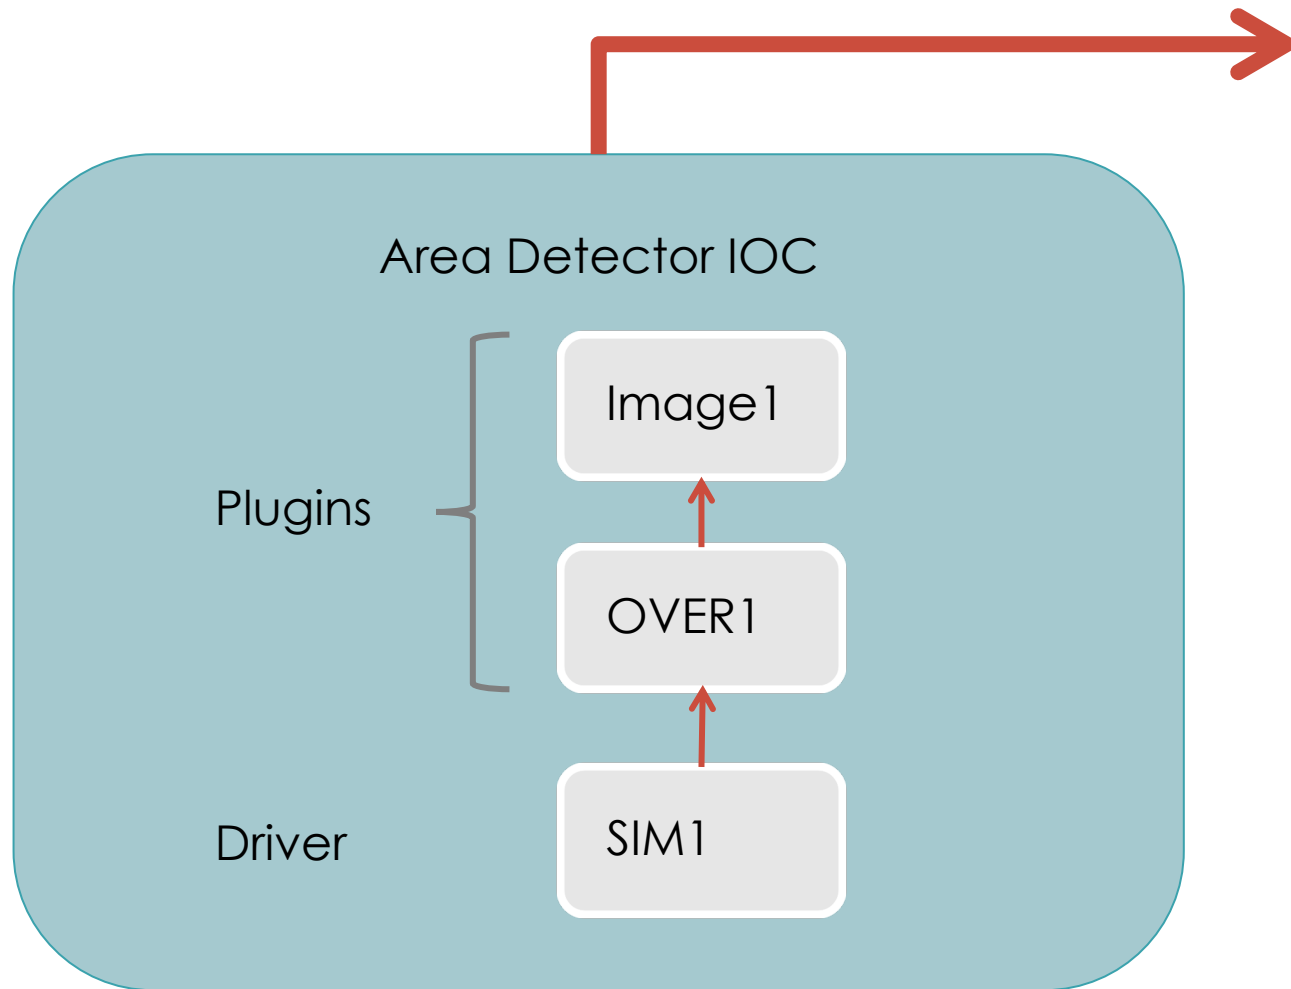 Area Detector IOC
Image1
Plugins
OVER1
Driver
SIM1